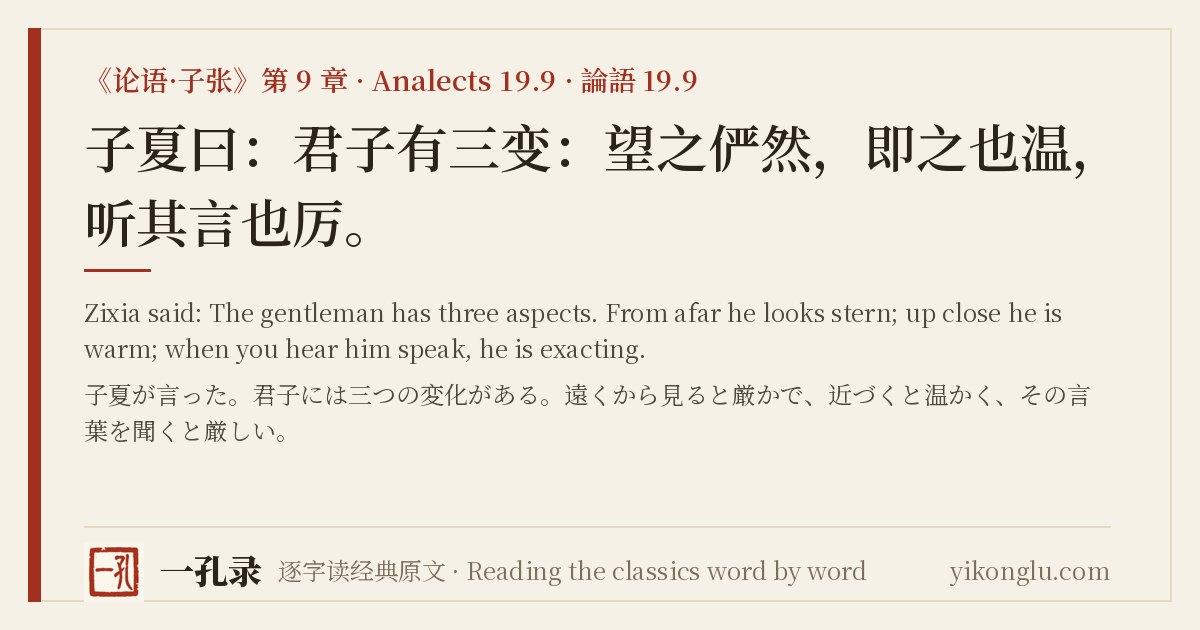 《论语·子张》第 9 章 · Analects 19.9 · 論語 19.9
子夏曰：君子有三变：望之俨然，即之也温，
听其言也厉。
Zixia said: The gentleman has three aspects. From afar he looks stern; up close he is
warm; when you hear him speak, he is exacting.
子夏が言った。君子には三つの変化がある。遠くから見ると厳かで、近づくと温かく、その言
葉を聞くと厳しい。
一孔
一孔录 逐字读经典原文 · Reading the classics word by word yikonglu.com